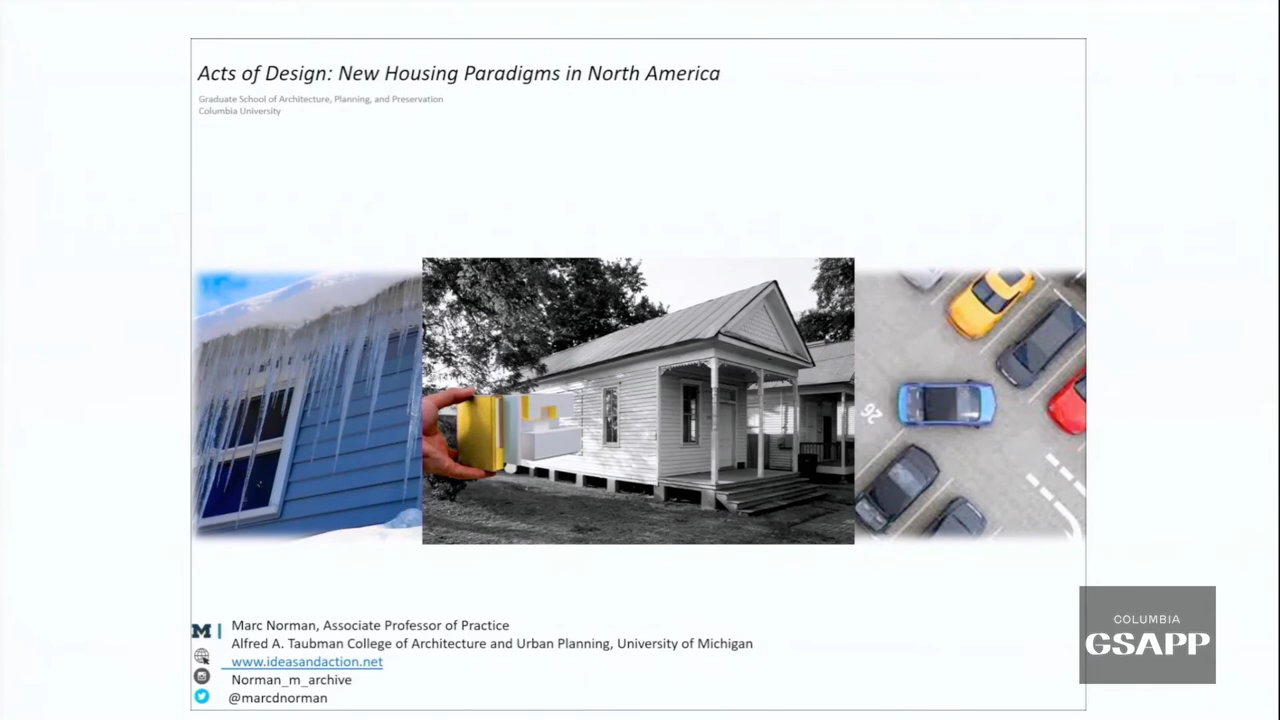 Acts of Design: New Housing Paradigms in North America
Graduate School of Architecture, Planning, and Preservation
Columbia University
26
M
Marc Norman, Associate Professor of Practice
Alfred A. Taubman College of Architecture and Urban Planning, University of Michigan
www.ideasandaction.net
Norman_m_archive
@marcdnorman
COLUMBIA
GSAPP